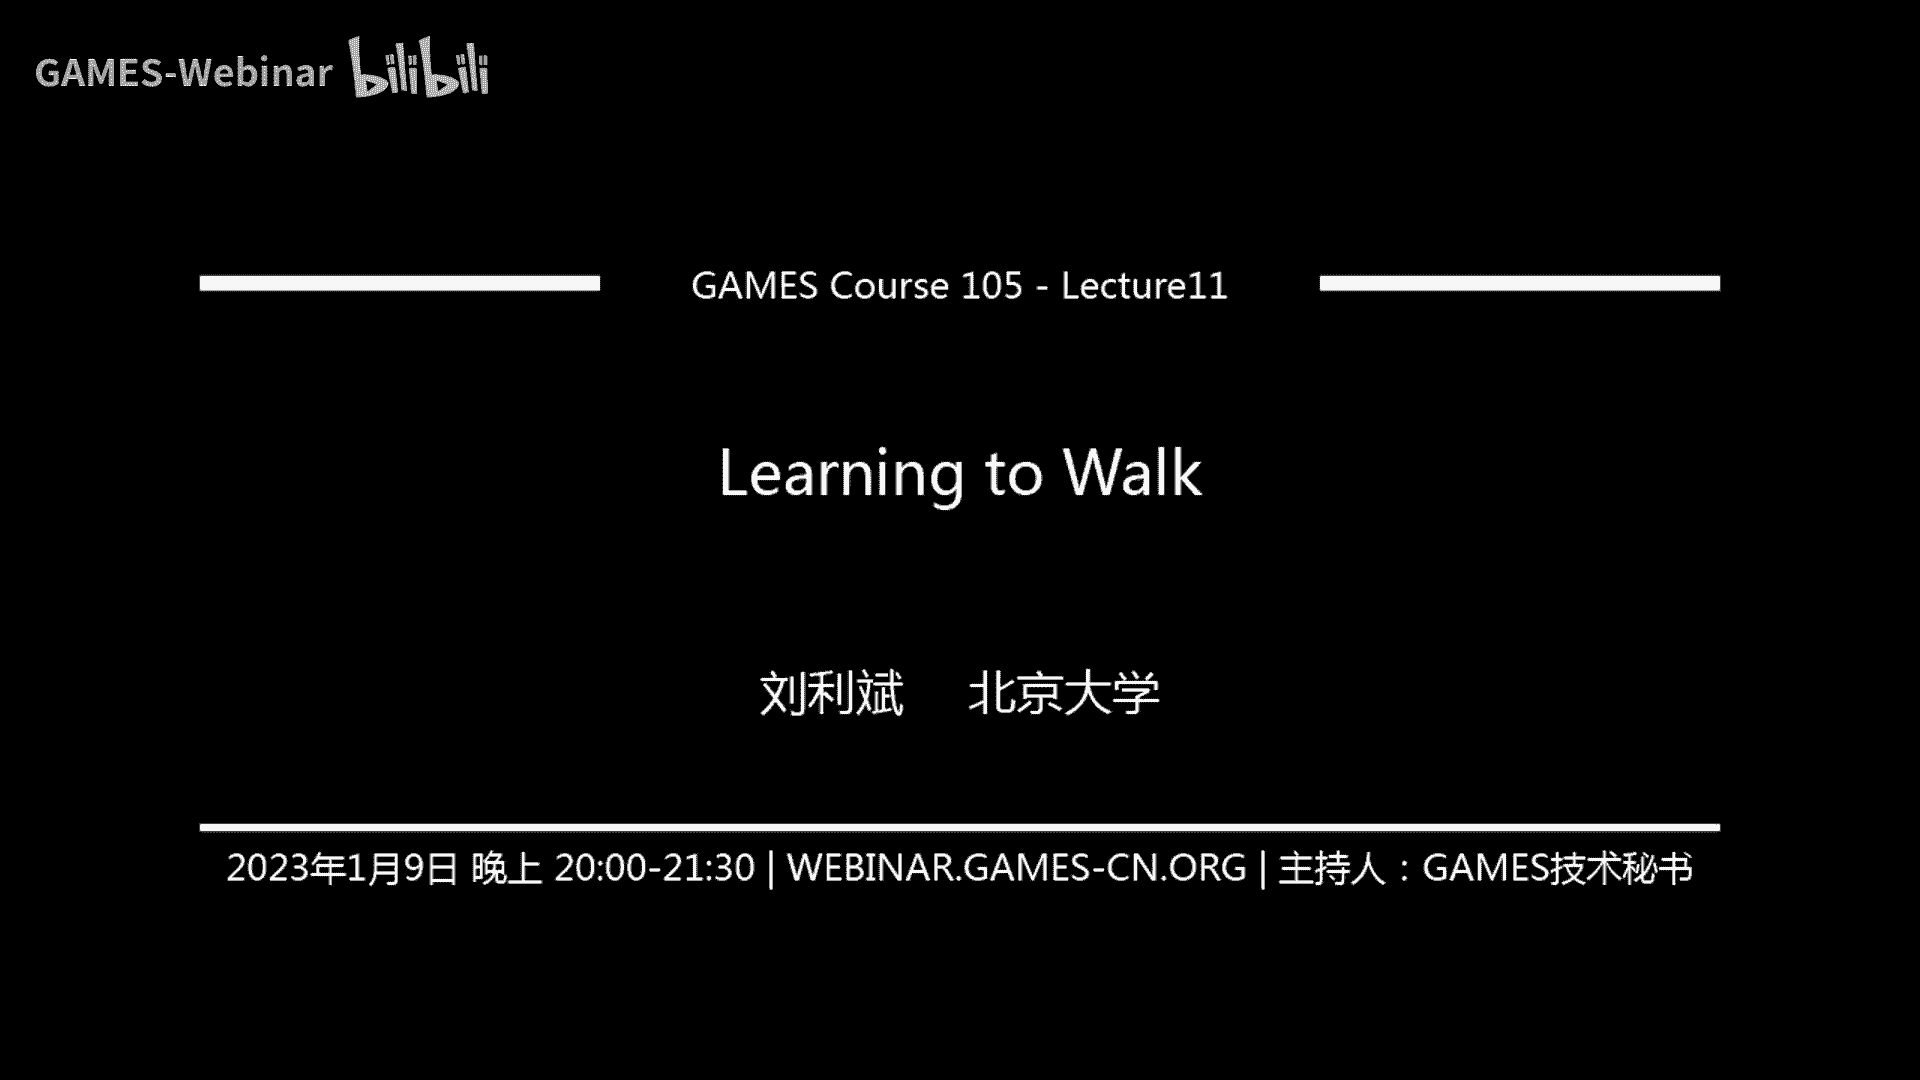 GAMES-Webinar bilibili
GAMES Course 105 - Lecture11
Learning to Walk
刘利斌 北京大学
2023年1月9日 晚上 20:00-21:30 | WEBINAR.GAMES-CN.ORG | 主持人：GAMES技术秘书